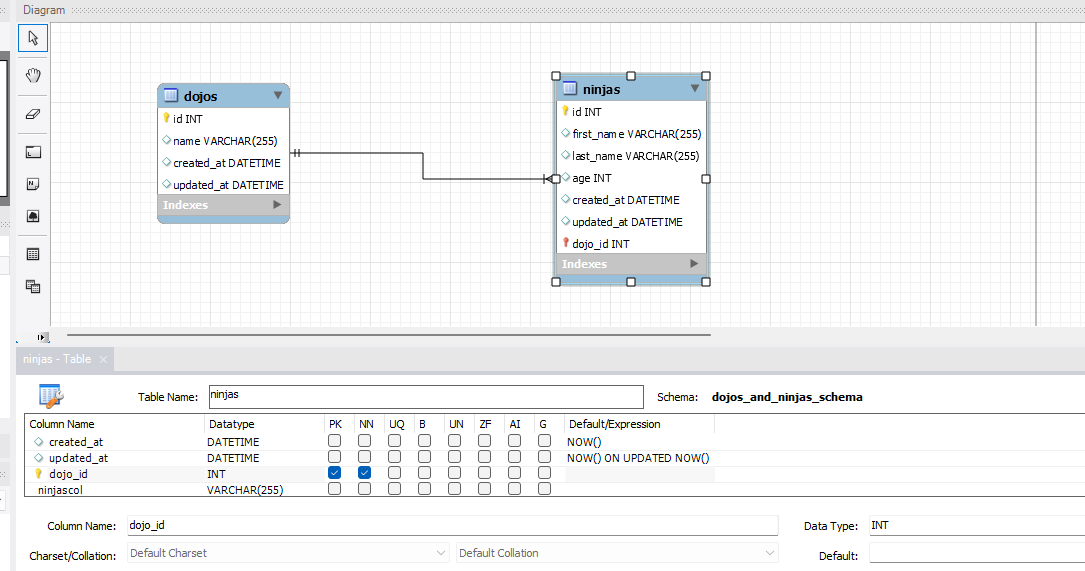 Diagram
dojos
id INT
name VARCHAR(255)
created_at DATETIME
updated_at DATETIME
Indexes
ninjas
id INT
first_name VARCHAR(255)
last_name VARCHAR(255)
age INT
created_at DATETIME
updated_at DATETIME
dojo_id INT
Indexes
ninjas - Table
Table Name: ninjas Schema: dojos_and_ninjas_schema
Column Name Datatype PK NN UQ B UN ZF AI G Default/Expression
created_at DATETIME NOW()
updated_at DATETIME NOW() ON UPDATED NOW()
dojo_id INT
ninjascol VARCHAR(255)
Column Name: dojo_id Data Type: INT
Charset/Collation: Default Charset Default Collation Default: